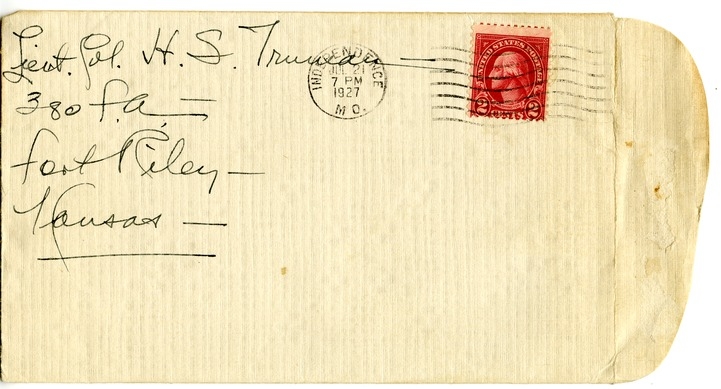 Lieut. Col. H. S. Truman
380 F.A.
Fort Riley
Kansas
INDEPENDENCE
JUL 21
7 PM
1927
MO.
UNITED STATES POSTAGE
2 CENTS 2